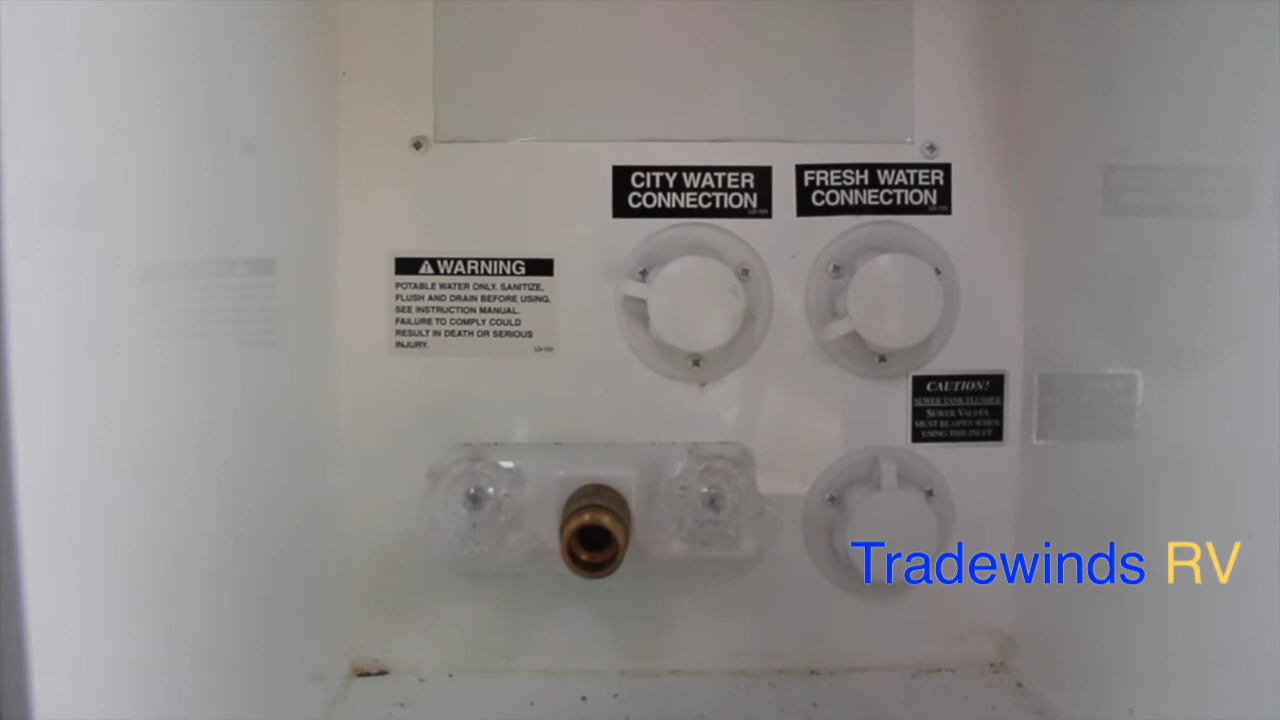 CITY WATER
CONNECTION
FRESH WATER
CONNECTION
WARNING
POTABLE WATER ONLY. SANITIZE,
FLUSH AND DRAIN BEFORE USING.
SEE INSTRUCTION MANUAL.
FAILURE TO COMPLY COULD
RESULT IN DEATH OR SERIOUS
INJURY.
CAUTION!
SEWER TANK FLUSHER
SEWER VALVES
MUST BE OPEN WHEN
USING THIS INLET
Tradewinds RV